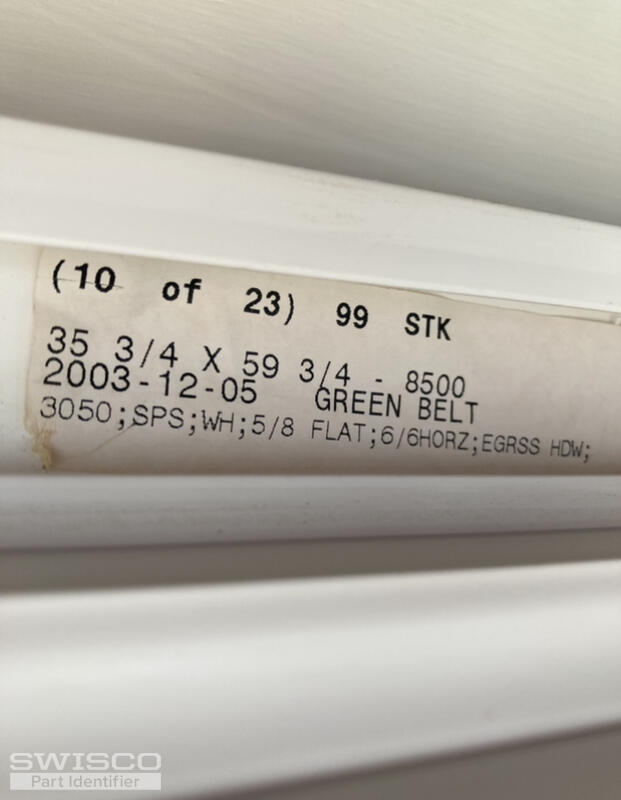 (10 of 23) 99 STK
35 3/4 X 59 3/4 - 8500
2003-12-05 GREEN BELT
3050;SPS;WH;5/8 FLAT;6/6HORZ;EGRSS HDW;
SWISCO
Part Identifier